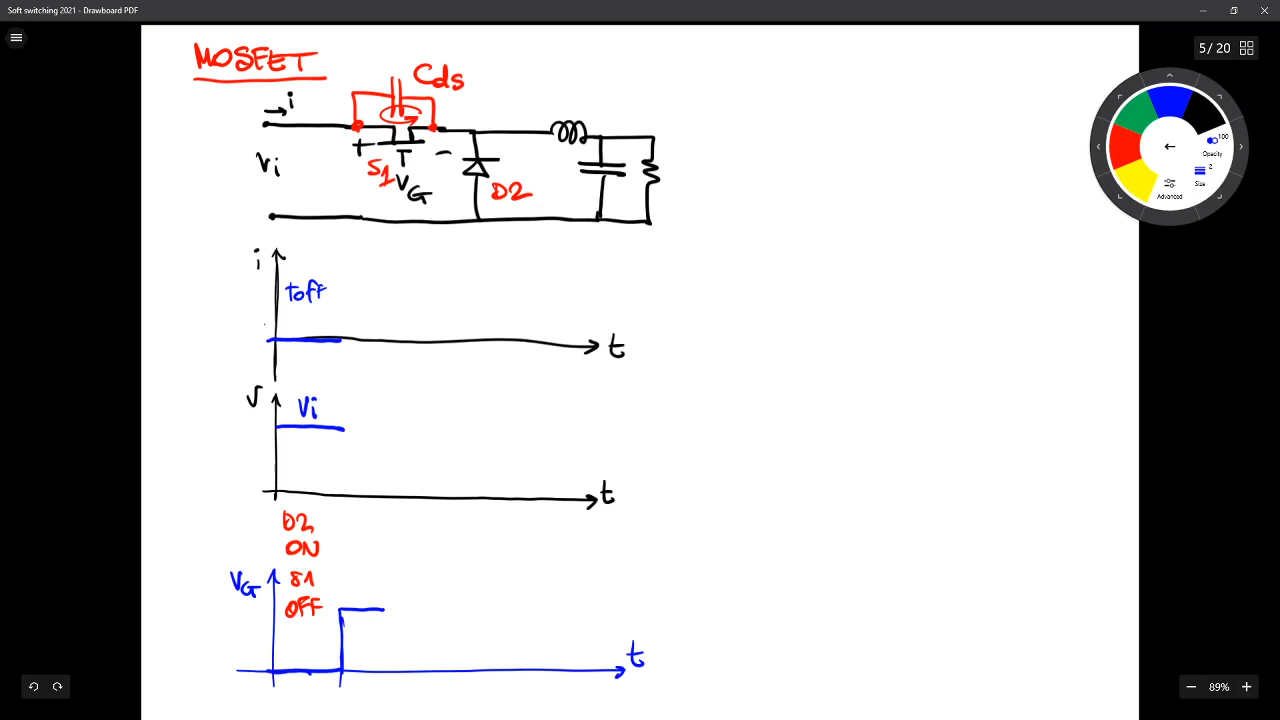 Soft switching 2021 - Drawboard PDF
5 / 20
MOSFET
Cds
i
+
-
Vi
S1
VG
D2
100
Opacity
2
Size
Advanced
i
toff
t
V
Vi
t
D2
ON
VG
S1
OFF
t
89%